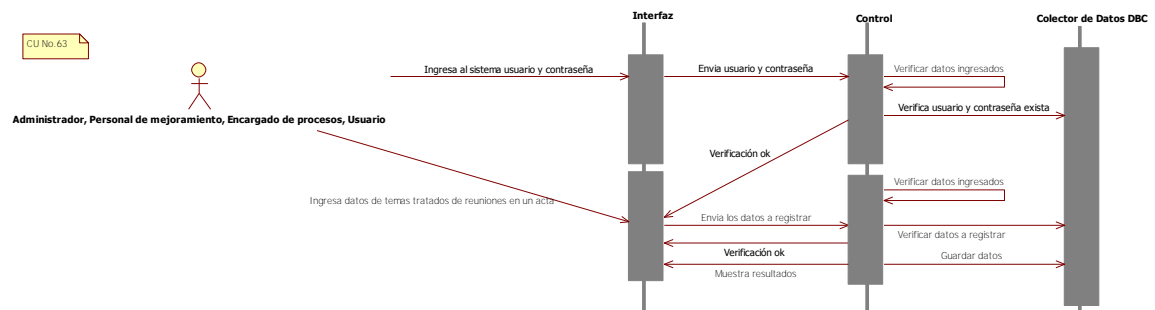 Interfaz
Control
Colector de Datos DBC
CU No.63
Ingresa al sistema usuario y contraseña
Envia usuario y contraseña
Verificar datos ingresados
Verifica usuario y contraseña exista
Administrador, Personal de mejoramiento, Encargado de procesos, Usuario
Verificación ok
Verificar datos ingresados
Ingresa datos de temas tratados de reuniones en un acta
Envia los datos a registrar
Verificar datos a registrar
Verificación ok
Guardar datos
Muestra resultados